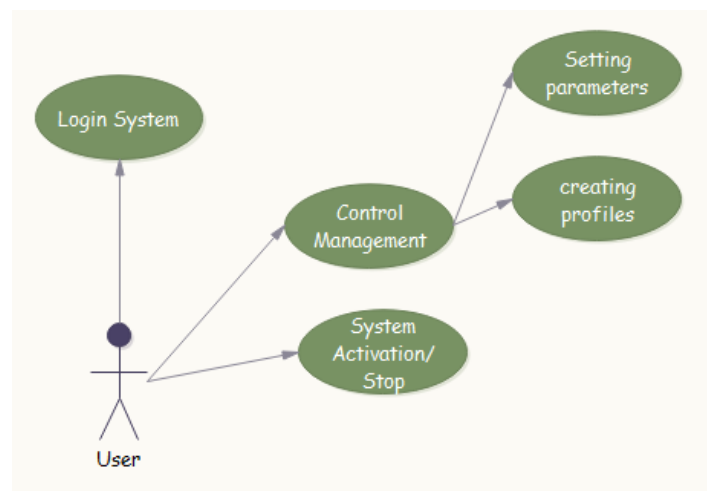 Setting
parameters
Login System
creating
profiles
Control
Management
System
Activation/
Stop
User